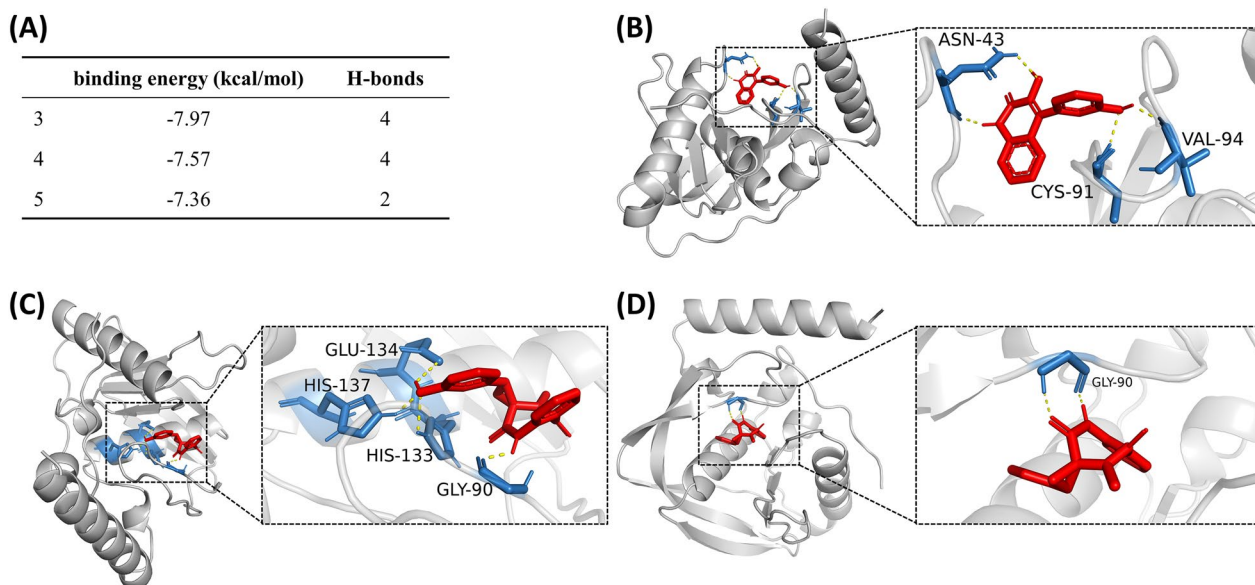 (A)
binding energy (kcal/mol) H-bonds
3 -7.97 4
4 -7.57 4
5 -7.36 2
(B)
ASN-43
VAL-94
CYS-91
(C)
GLU-134
HIS-137
HIS-133
GLY-90
(D)
GLY-90